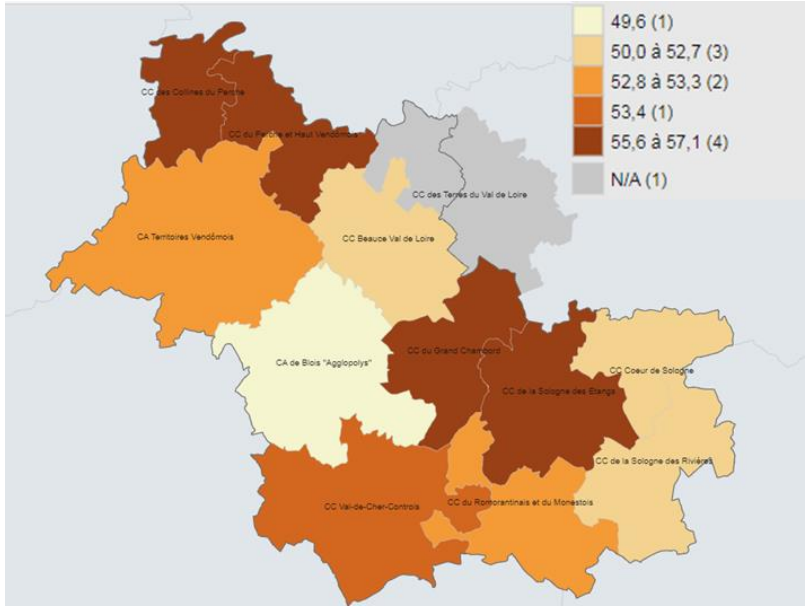 49,6 (1)
50,0 à 52,7 (3)
52,8 à 53,3 (2)
53,4 (1)
55,6 à 57,1 (4)
N/A (1)
CC des Collines du Perche
CC du Perche et Haut Vendômois
CC des Terres du Val de Loire
CA Territoires Vendômois
CC Beauce Val de Loire
CA de Blois "Agglopolys"
CC du Grand Chambord
CC Coeur de Sologne
CC de la Sologne des Etangs
CC de la Sologne des Rivières
CC Val-de-Cher-Controis
CC du Romorantinais et du Monestois